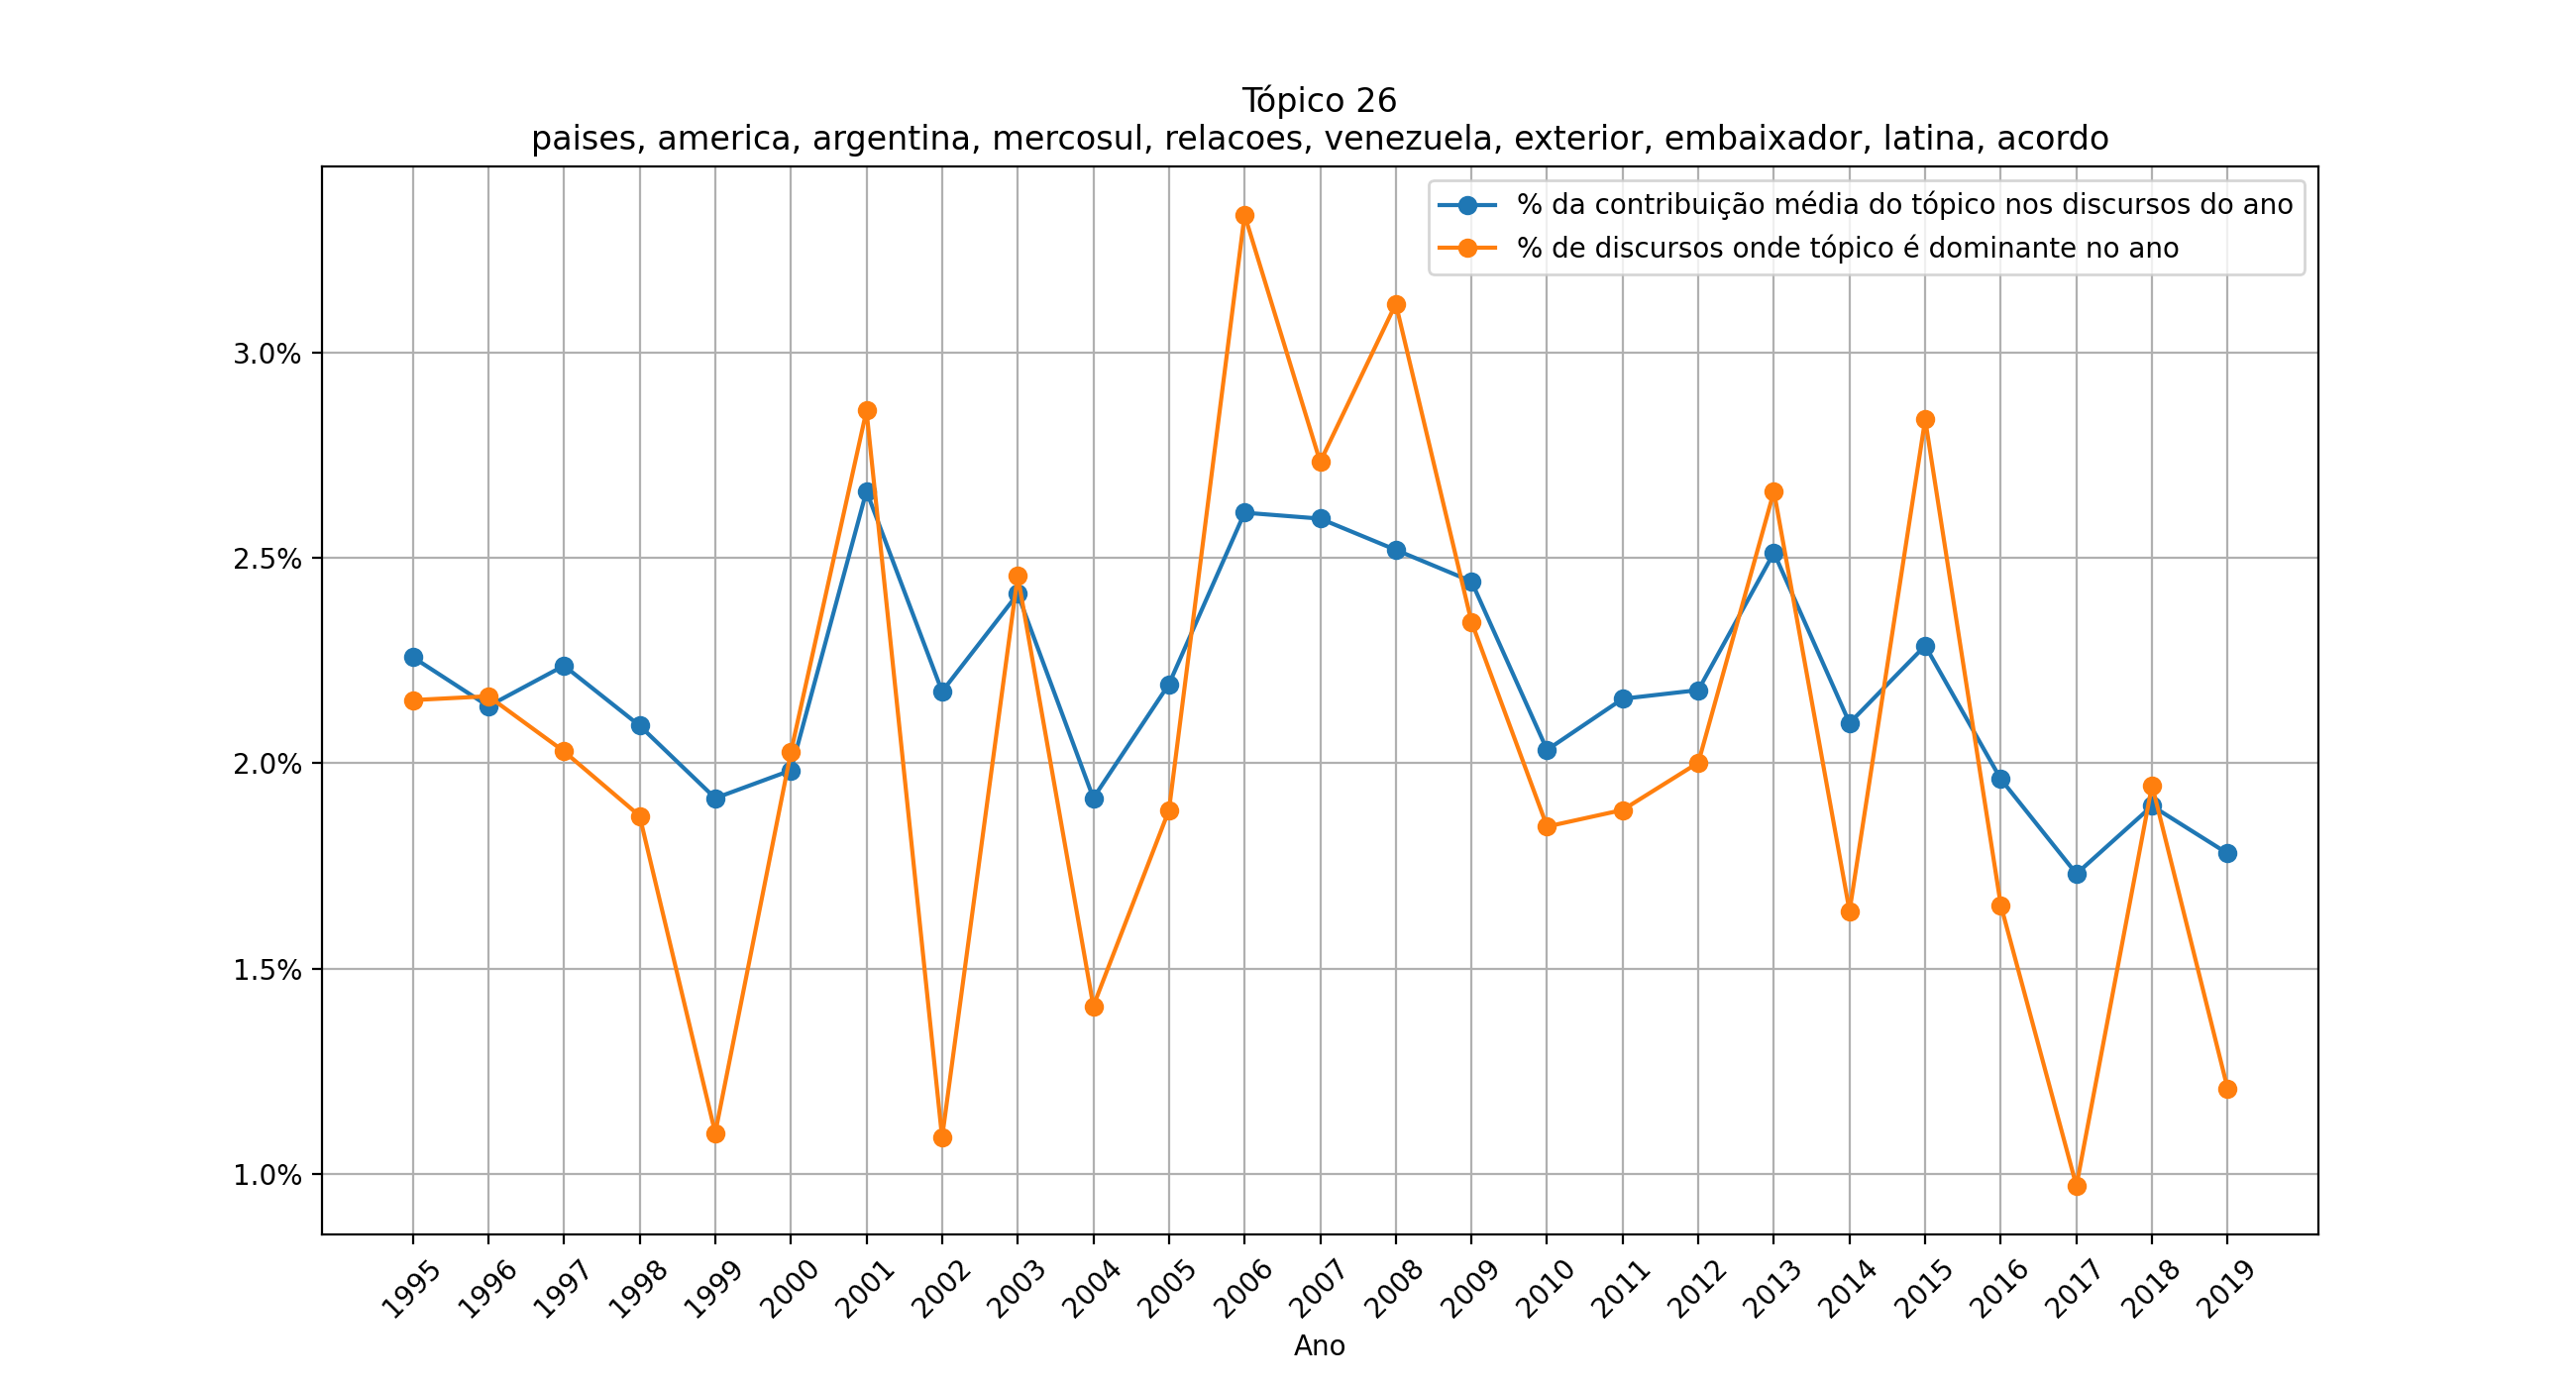 Tópico 26
paises, america, argentina, mercosul, relacoes, venezuela, exterior, embaixador, latina, acordo
% da contribuição média do tópico nos discursos do ano
% de discursos onde tópico é dominante no ano
3.0%
2.5%
2.0%
1.5%
1.0%
1995 1996 1997 1998 1999 2000 2001 2002 2003 2004 2005 2006 2007 2008 2009 2010 2011 2012 2013 2014 2015 2016 2017 2018 2019
Ano